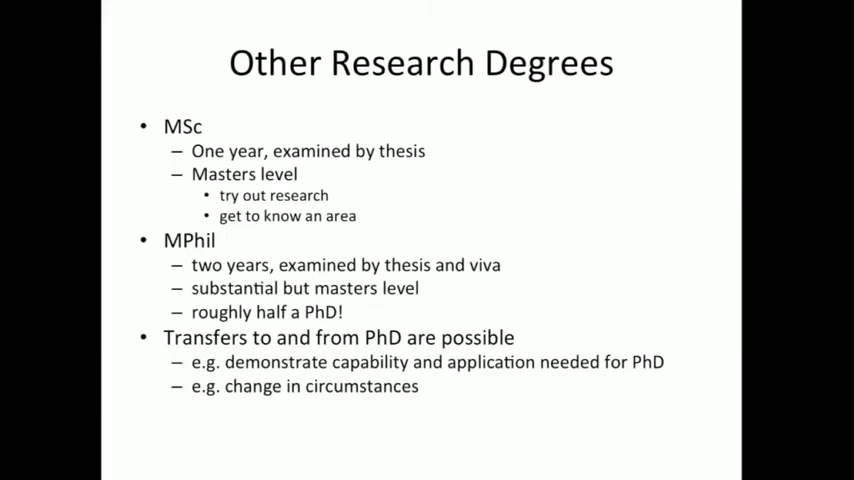 Other Research Degrees
• MSc
– One year, examined by thesis
– Masters level
• try out research
• get to know an area
• MPhil
– two years, examined by thesis and viva
– substantial but masters level
– roughly half a PhD!
• Transfers to and from PhD are possible
– e.g. demonstrate capability and application needed for PhD
– e.g. change in circumstances